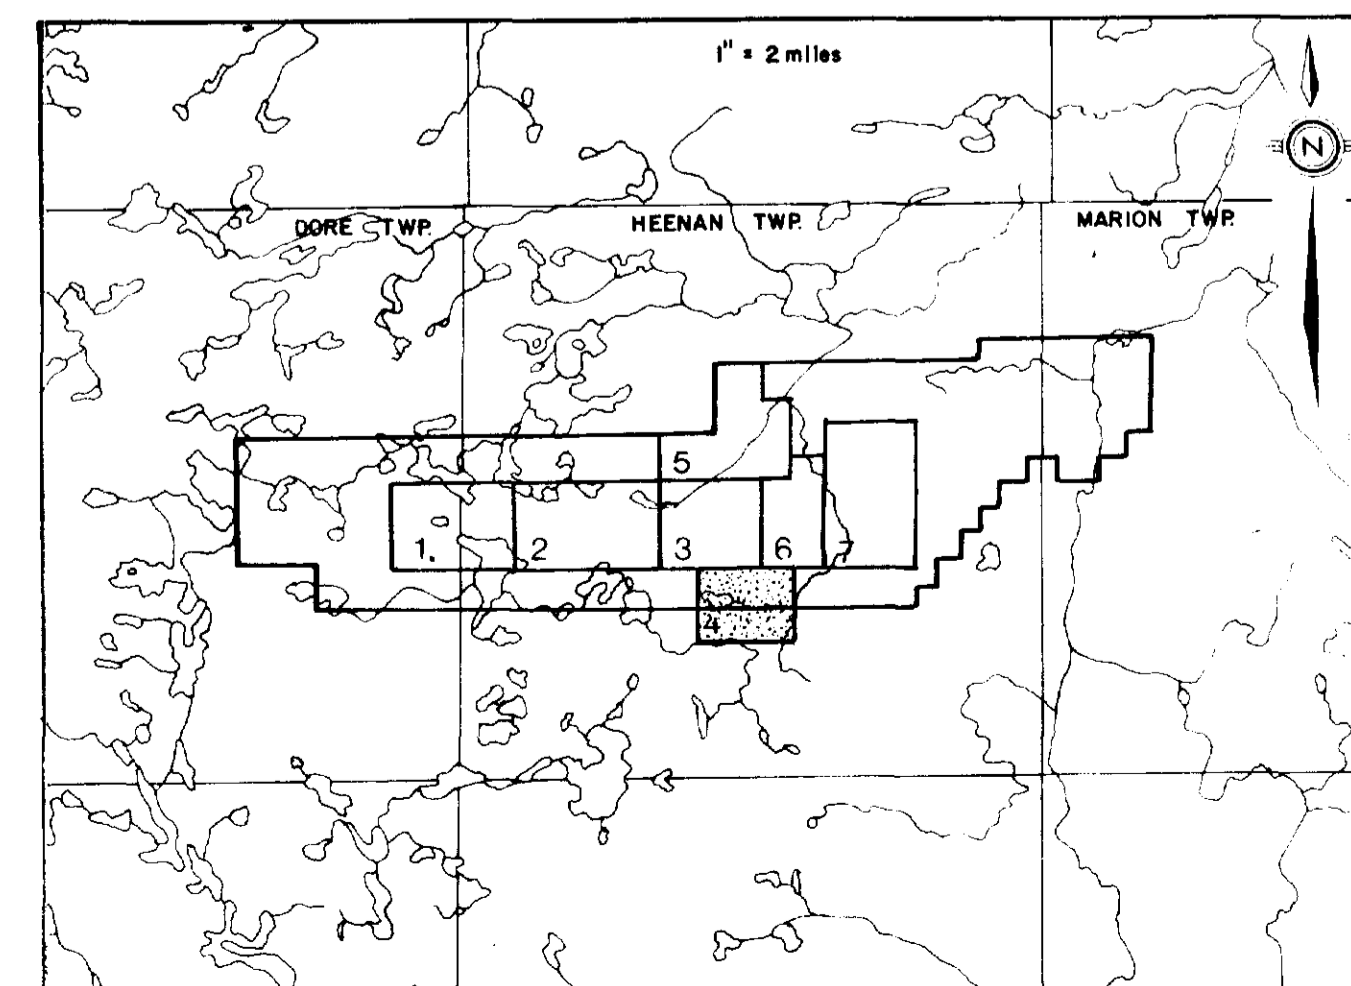 1" = 2 miles
N
DORE TWP.
HEENAN TWP.
MARION TWP.
5
1.
2
3
6
7
4